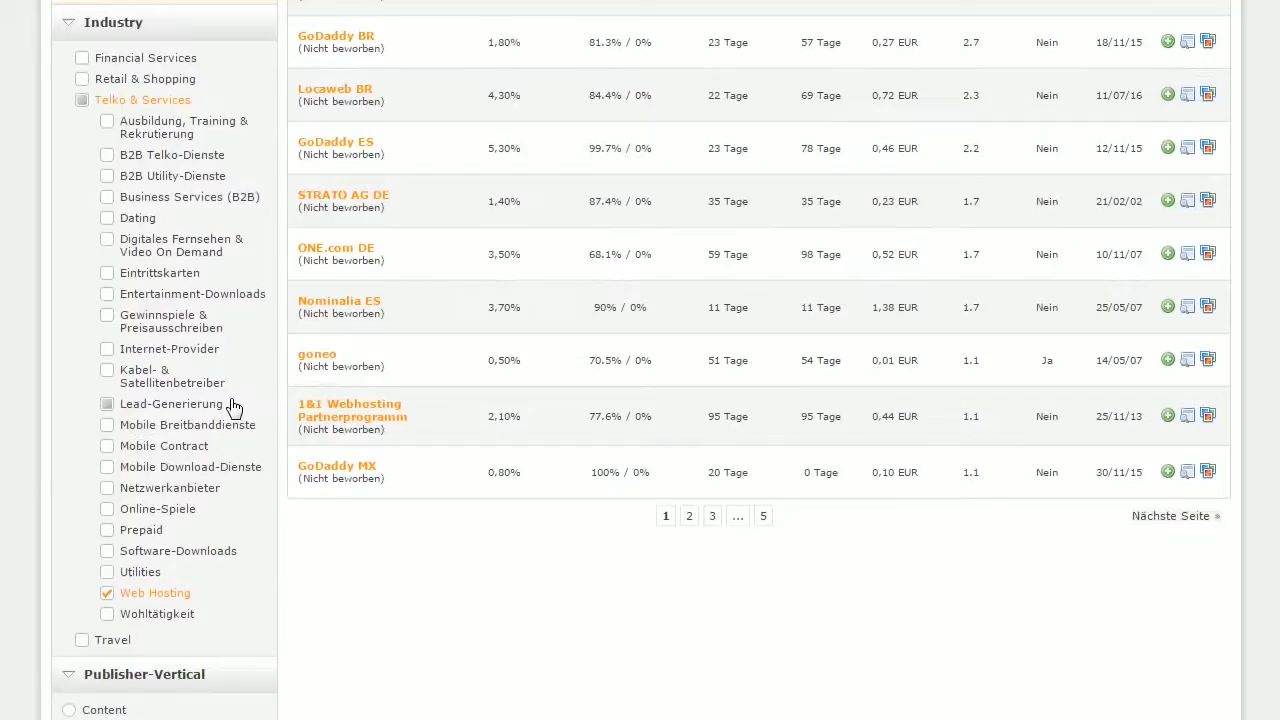 Industry
Financial Services
Retail & Shopping
Telko & Services
Ausbildung, Training &
Rekrutierung
B2B Telko-Dienste
B2B Utility-Dienste
Business Services (B2B)
Dating
Digitales Fernsehen &
Video On Demand
Eintrittskarten
Entertainment-Downloads
Gewinnspiele &
Preisausschreiben
Internet-Provider
Kabel- &
Satellitenbetreiber
Lead-Generierung
Mobile Breitbanddienste
Mobile Contract
Mobile Download-Dienste
Netzwerkanbieter
Online-Spiele
Prepaid
Software-Downloads
Utilities
Web Hosting
Wohltätigkeit
Travel
Publisher-Vertical
Content
GoDaddy BR
(Nicht beworben) 1,80% 81.3% / 0% 23 Tage 57 Tage 0,27 EUR 2.7 Nein 18/11/15
Locaweb BR
(Nicht beworben) 4,30% 84.4% / 0% 22 Tage 69 Tage 0,72 EUR 2.3 Nein 11/07/16
GoDaddy ES
(Nicht beworben) 5,30% 99.7% / 0% 23 Tage 78 Tage 0,46 EUR 2.2 Nein 12/11/15
STRATO AG DE
(Nicht beworben) 1,40% 87.4% / 0% 35 Tage 35 Tage 0,23 EUR 1.7 Nein 21/02/02
ONE.com DE
(Nicht beworben) 3,50% 68.1% / 0% 59 Tage 98 Tage 0,52 EUR 1.7 Nein 10/11/07
Nominalia ES
(Nicht beworben) 3,70% 90% / 0% 11 Tage 11 Tage 1,38 EUR 1.7 Nein 25/05/07
goneo
(Nicht beworben) 0,50% 70.5% / 0% 51 Tage 54 Tage 0,01 EUR 1.1 Ja 14/05/07
1&1 Webhosting
Partnerprogramm 2,10% 77.6% / 0% 95 Tage 95 Tage 0,44 EUR 1.1 Nein 25/11/13
(Nicht beworben)
GoDaddy MX
(Nicht beworben) 0,80% 100% / 0% 20 Tage 0 Tage 0,10 EUR 1.1 Nein 30/11/15
1 2 3 ... 5 Nächste Seite »